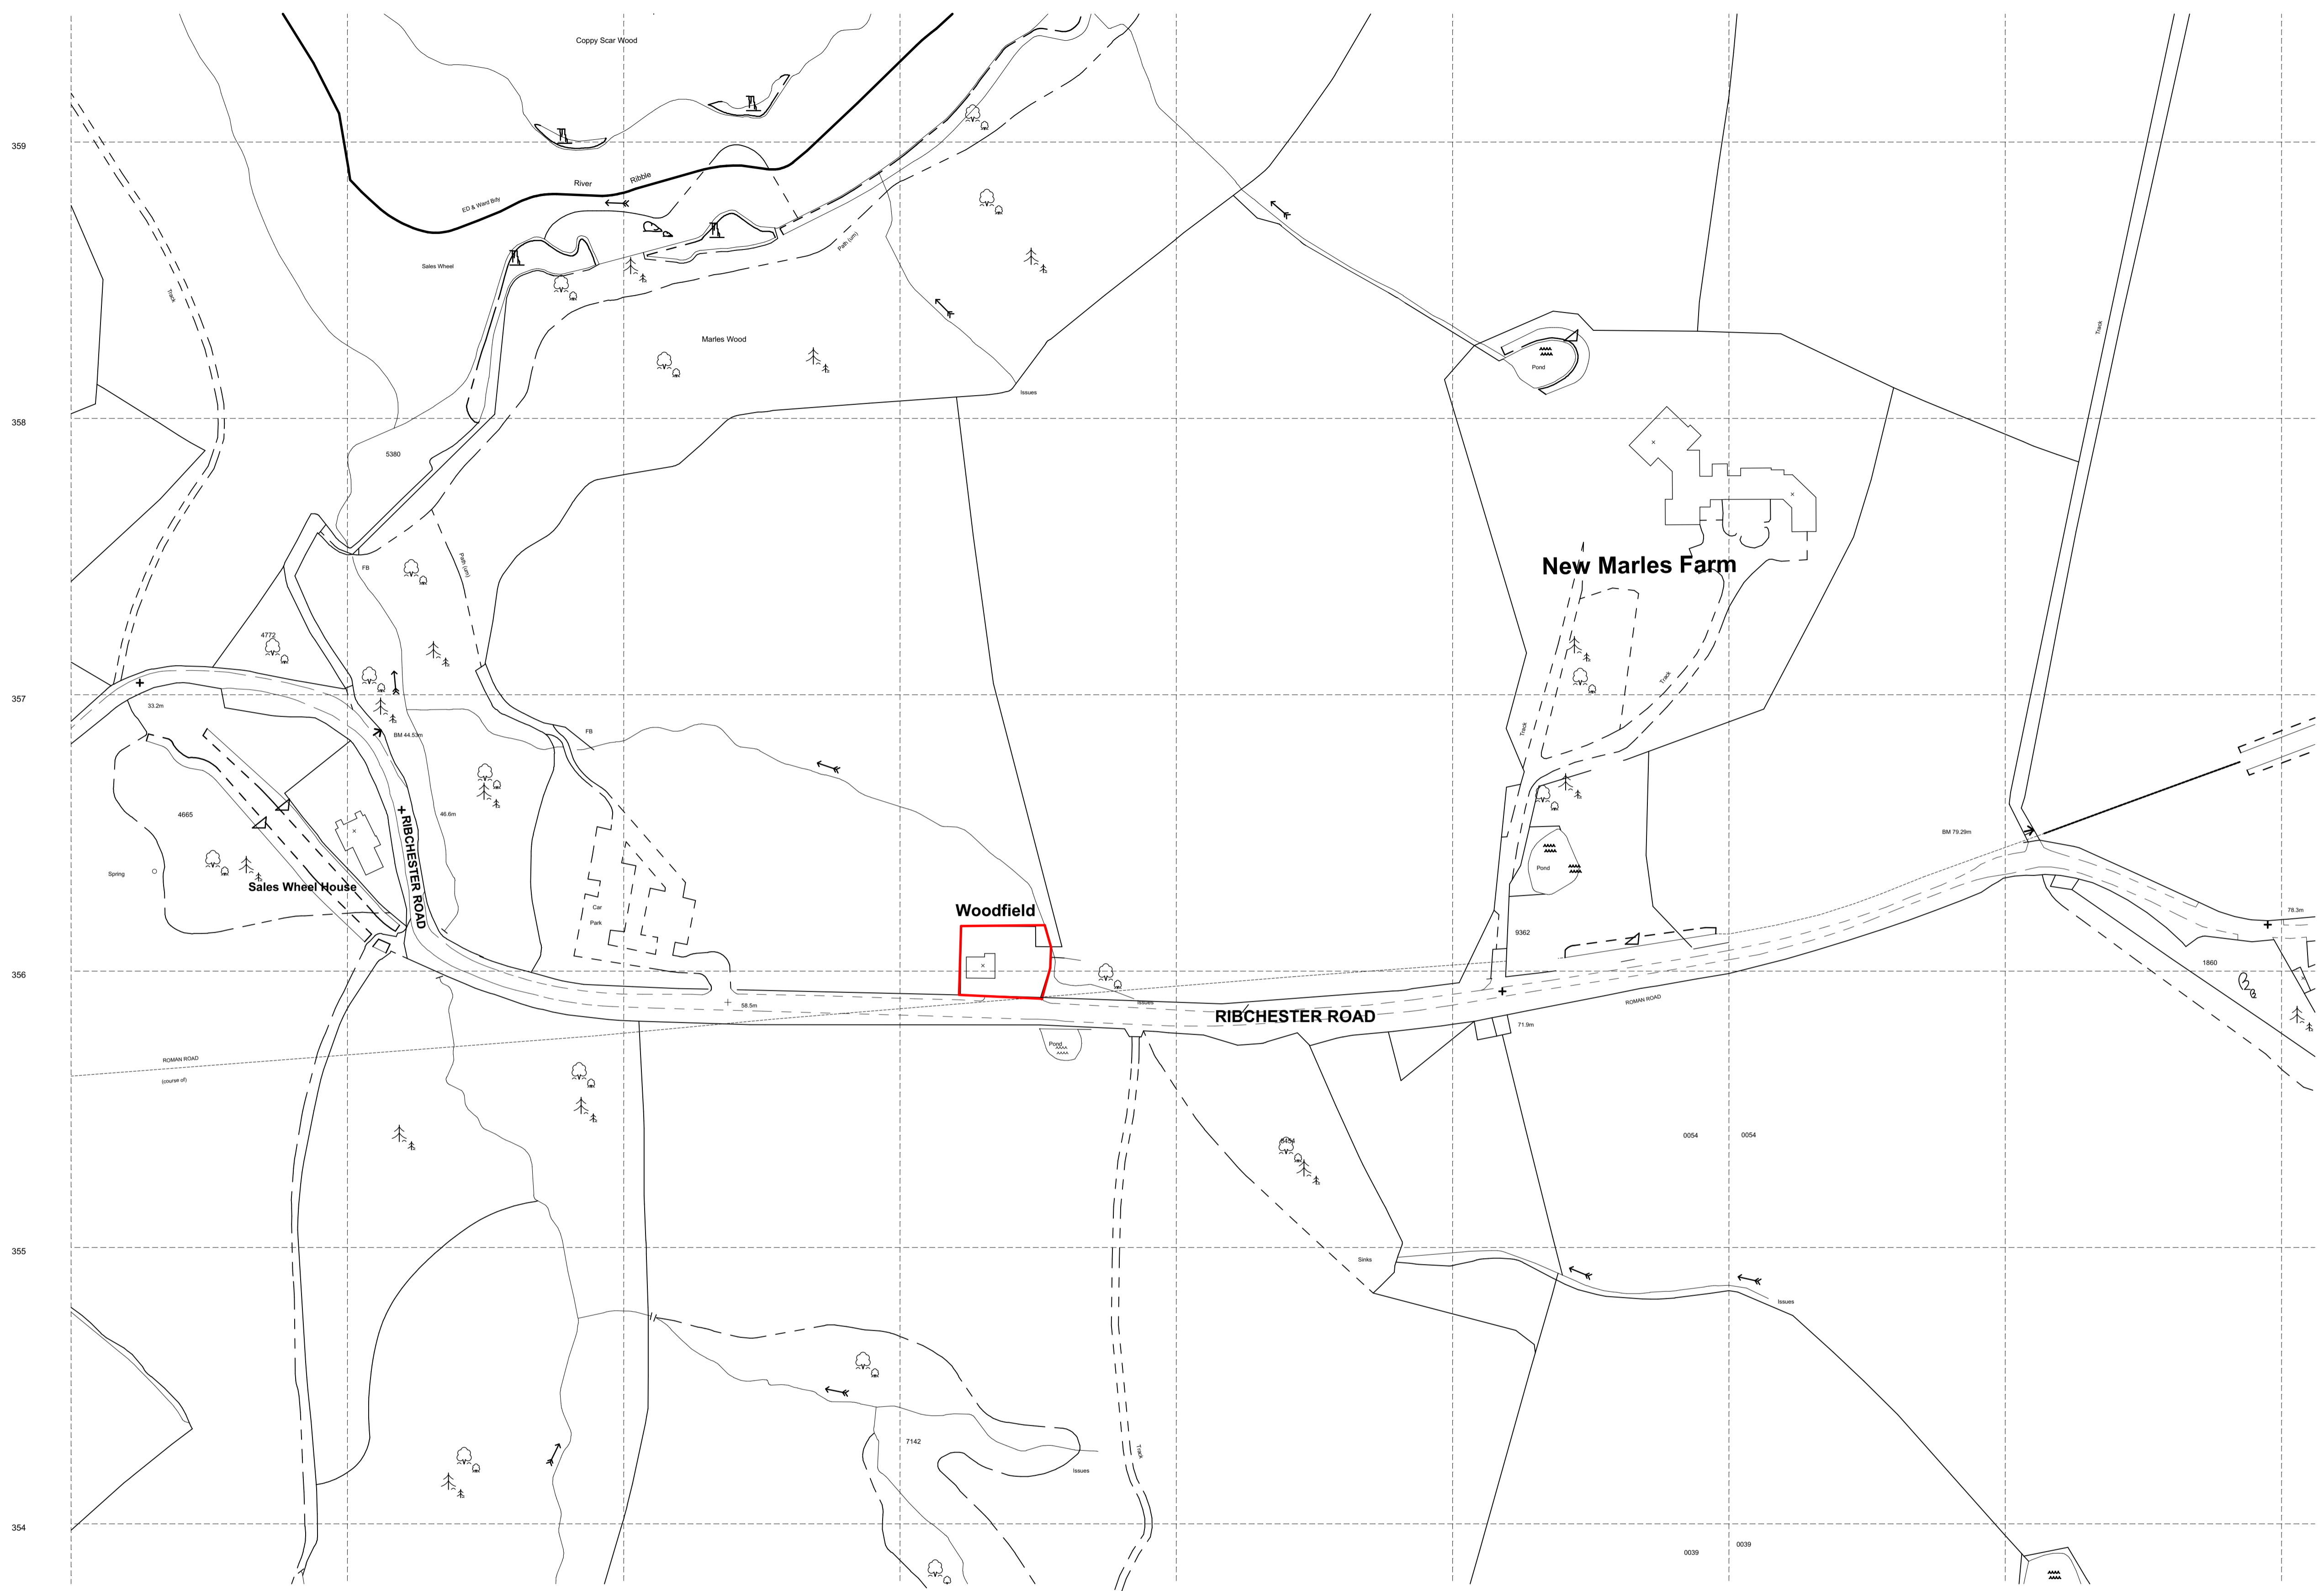 Coppy Scar Wood
359
River Ribble
ED & Ward Bdy
Path (um)
Sales Wheel
Track
Track
Marles Wood
Pond
Issues
358
5380
Path (um)
FB
New Marles Farm
4772
Track
357
33.2m
Track
FB
BM 44.53m
4665
46.6m
BM 79.29m
RIBCHESTER ROAD
Spring
Pond
Sales Wheel House
Car
Park
Woodfield
78.3m
9362
356
1860
58.5m
Issues
ROMAN ROAD
RIBCHESTER ROAD
71.9m
Pond
ROMAN ROAD
(course of)
0054
0054
355
Sinks
Issues
7142
Track
Issues
354
0039
0039